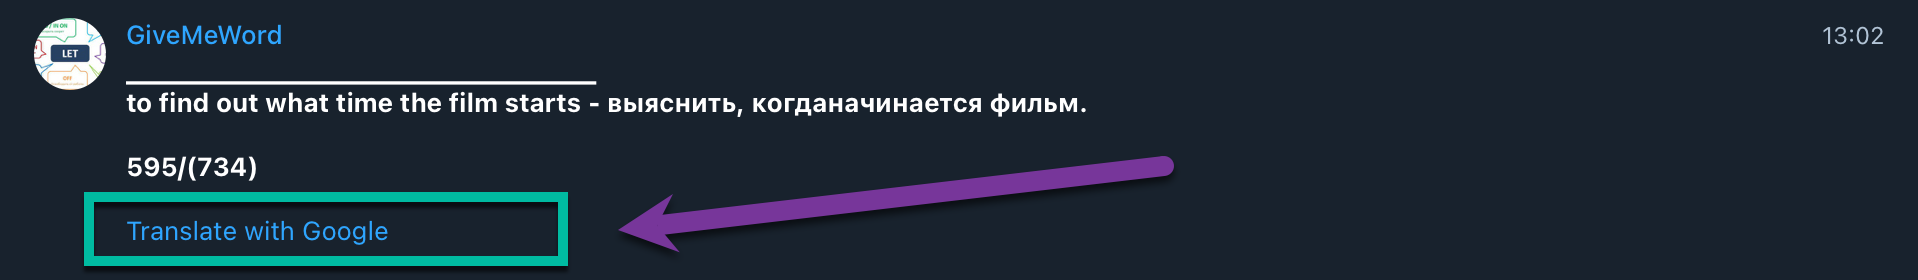 GiveMeWord
13:02
to find out what time the film starts - выяснить, когданачинается фильм.
595/(734)
Translate with Google
LET
OFF